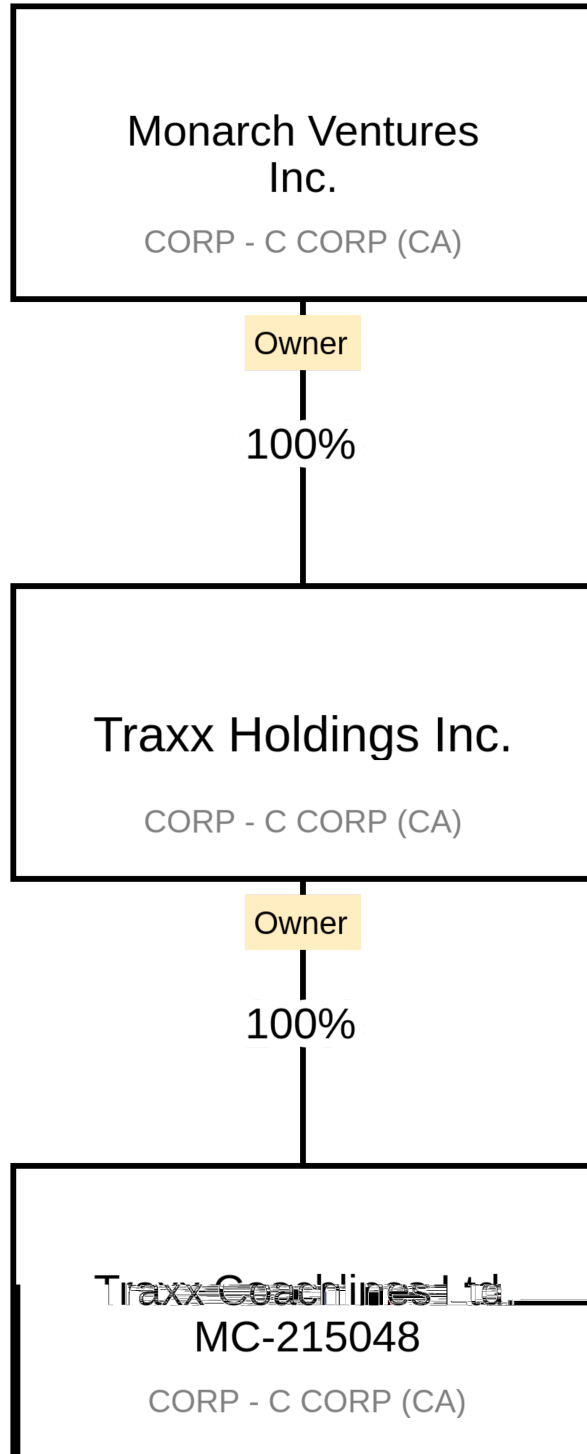 Monarch Ventures
Inc.
CORP - C CORP (CA)
Owner
100%
Traxx Holdings Inc.
CORP - C CORP (CA)
Owner
100%
Traxx Coachlines Ltd.
MC-215048
CORP - C CORP (CA)